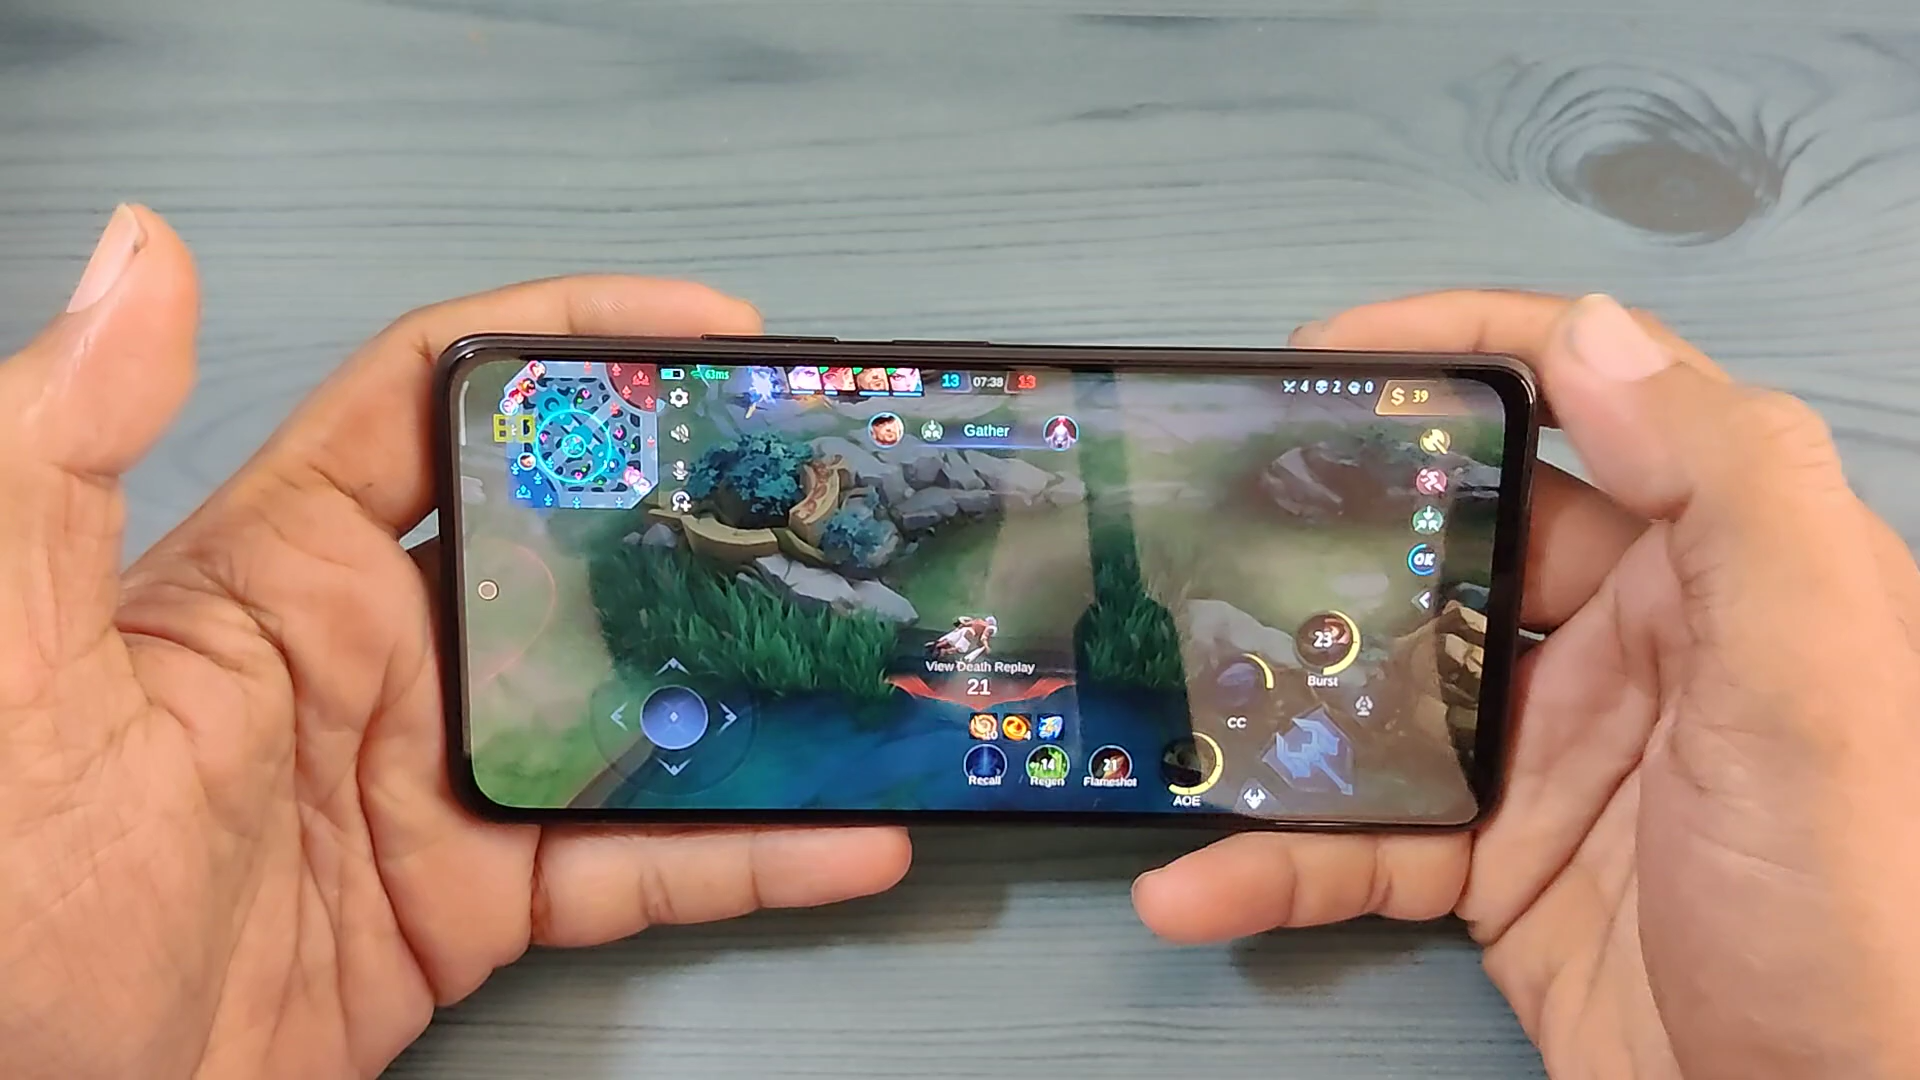 63ms
13 07:38 13
4 2 0
$ 39
Gather
OK
View Death Replay
21
23
Burst
CC
14
21
Recall Regen Flameshot
AOE